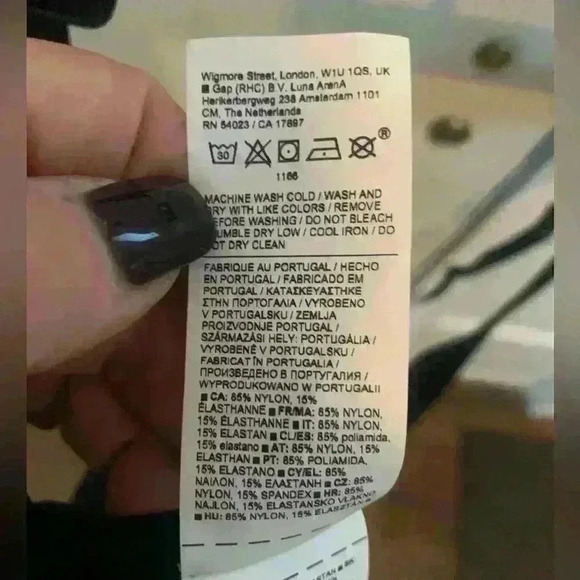 Wigmore Street, London, W1U 1QS, UK
■ Gap (RHC) B.V. Luna ArenA
Herikerbergweg 238 Amsterdam 1101
CM, The Netherlands
RN 54023 / CA 17897
30
®
1166
MACHINE WASH COLD / WASH AND
DRY WITH LIKE COLORS / REMOVE
BEFORE WASHING / DO NOT BLEACH
TUMBLE DRY LOW / COOL IRON / DO
NOT DRY CLEAN
FABRIQUE AU PORTUGAL / HECHO
EN PORTUGAL / FABRICADO EM
PORTUGAL / ΚΑΤΑΣΚΕΥΑΣΤΗΚΕ
ΣΤΗΝ ΠΟΡΤΟΓΑΛΙΑ / VYROBENO
V PORTUGALSKU / ZEMLJA
PROIZVODNJE PORTUGAL /
SZÁRMAZÁSI HELY: PORTUGÁLIA /
VYROBENÉ V PORTUGALSKU /
FABRICAT ÎN PORTUGALIA /
ПРОИЗВЕДЕНО В ПОРТУГАЛИЯ /
WYPRODUKOWANO W PORTUGALII
■ CA: 85% NYLON, 15%
ÉLASTHANNE ■ FR/MA: 85% NYLON,
15% ÉLASTHANNE ■ IT: 85% NYLON,
15% ELASTAN ■ CL/ES: 85% poliamida,
15% elastano ■ AT: 85% NYLON, 15%
ELASTHAN ■ PT: 85% POLIAMIDA,
15% ELASTANO ■ CY/EL: 85%
ΝΑΙΛΟΝ, 15% ΕΛΑΣΤΑΝΗ ■ CZ: 85%
NYLON, 15% SPANDEX ■ HR: 85%
NAJLON, 15% ELASTANSKO VLAKNO
■ HU: 85% NYLON, 15% ELASZTÁN